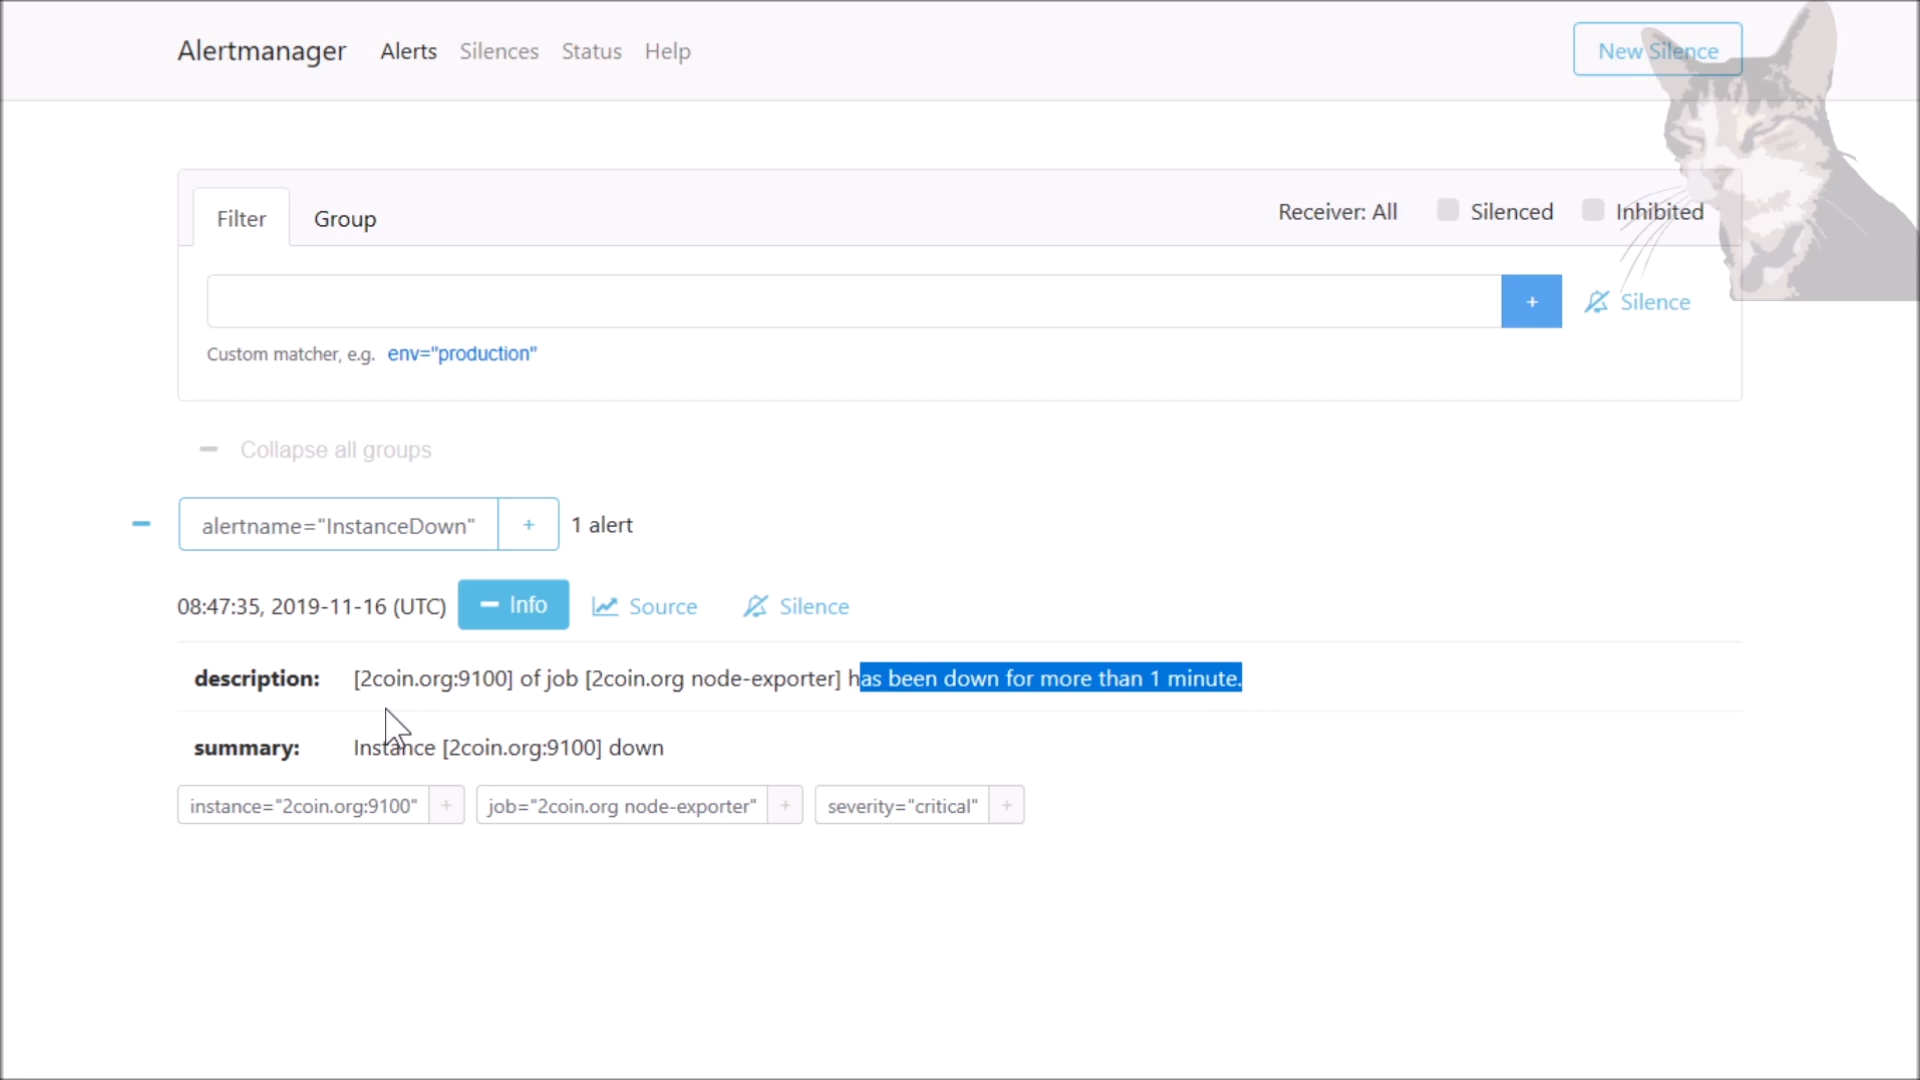 Alertmanager Alerts Silences Status Help New Silence
Filter Group Receiver: All Silenced Inhibited
+ Silence
Custom matcher, e.g. env="production"
Collapse all groups
alertname="InstanceDown" + 1 alert
08:47:35, 2019-11-16 (UTC) Info Source Silence
description: [2coin.org:9100] of job [2coin.org node-exporter] has been down for more than 1 minute.
summary: Instance [2coin.org:9100] down
instance="2coin.org:9100" + job="2coin.org node-exporter" + severity="critical" +